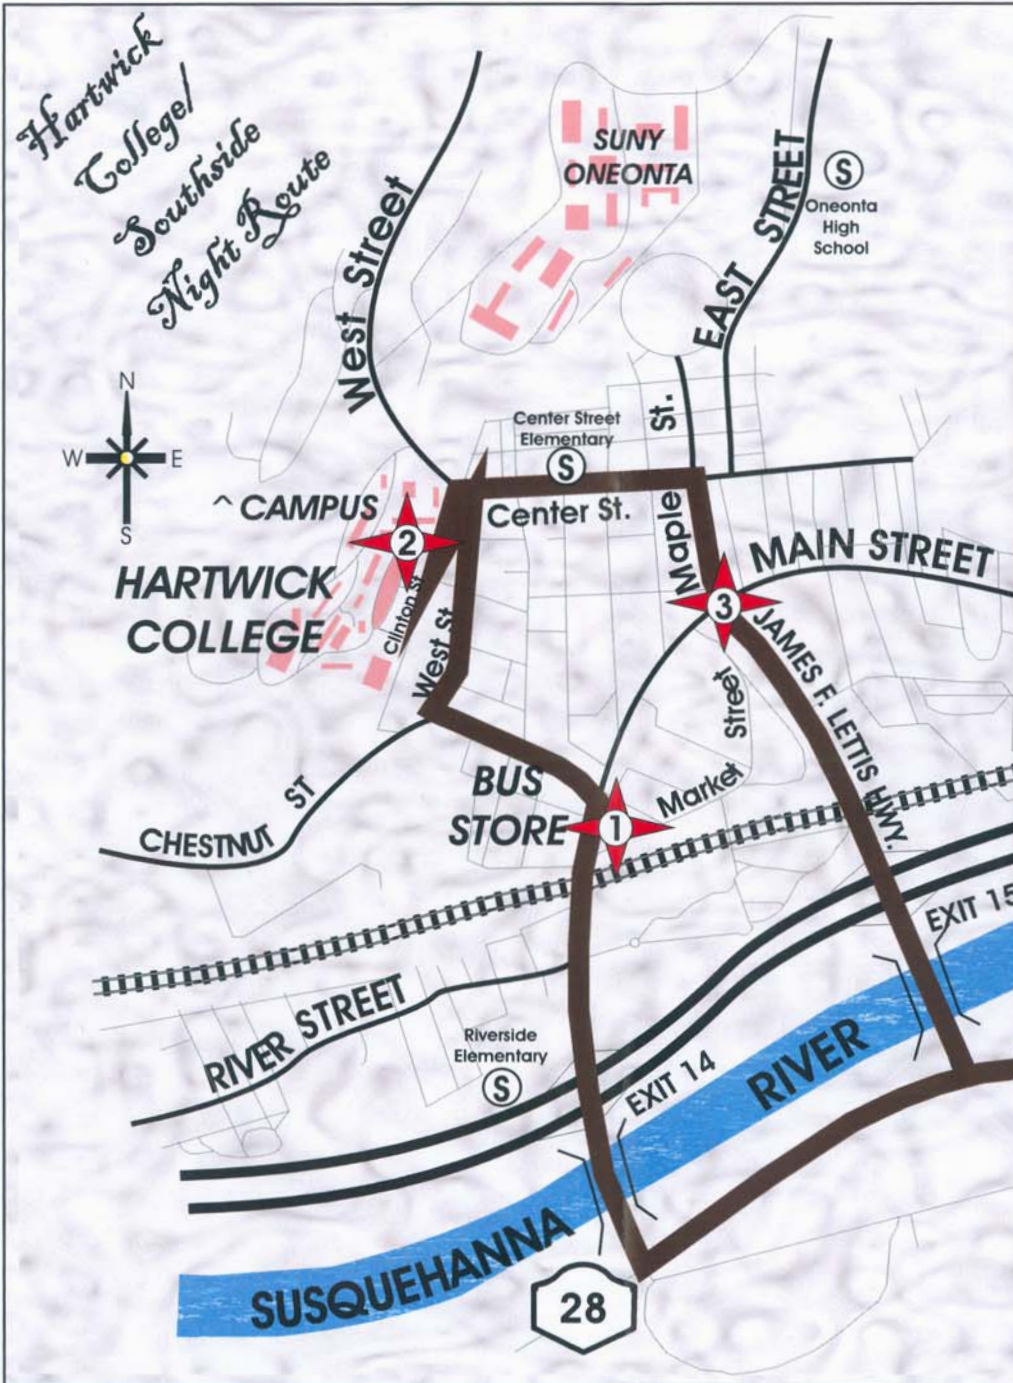 Hartwick
College/
Southside
Night Route
West Street
SUNY
ONEONTA
EAST STREET
S
Oneonta
High
School
N
W E
S
Center Street
Elementary
S
St.
^ CAMPUS
2
HARTWICK
COLLEGE
Clinton St
West St
Center St.
Maple
3
MAIN STREET
JAMES F. LETTIS HWY.
Street
Market
BUS
STORE
1
CHESTNUT ST
RIVER STREET
Riverside
Elementary
S
EXIT 14
EXIT 15
SUSQUEHANNA RIVER
28